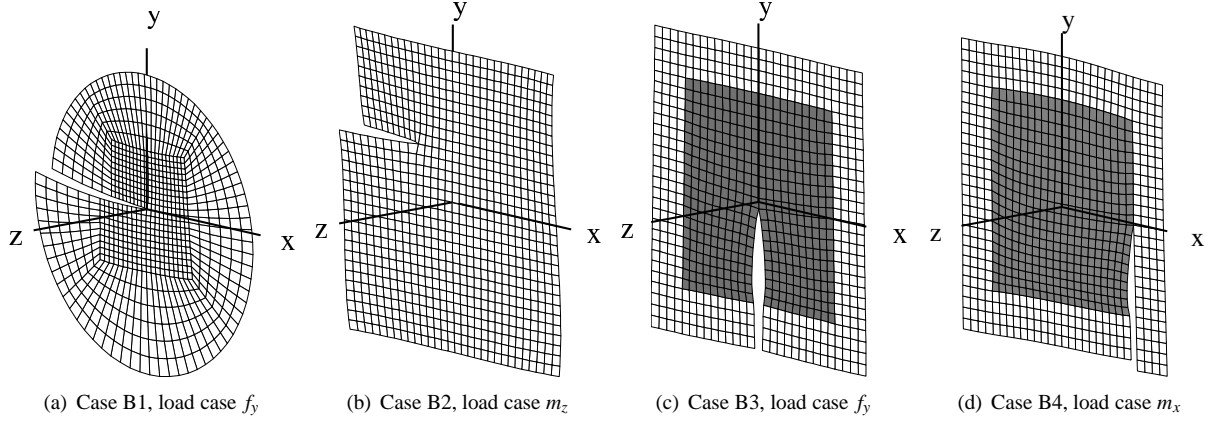 y
y
y
y
z
x
z
x
z
x
z
x
(a) Case B1, load case f_y
(b) Case B2, load case m_z
(c) Case B3, load case f_y
(d) Case B4, load case m_x